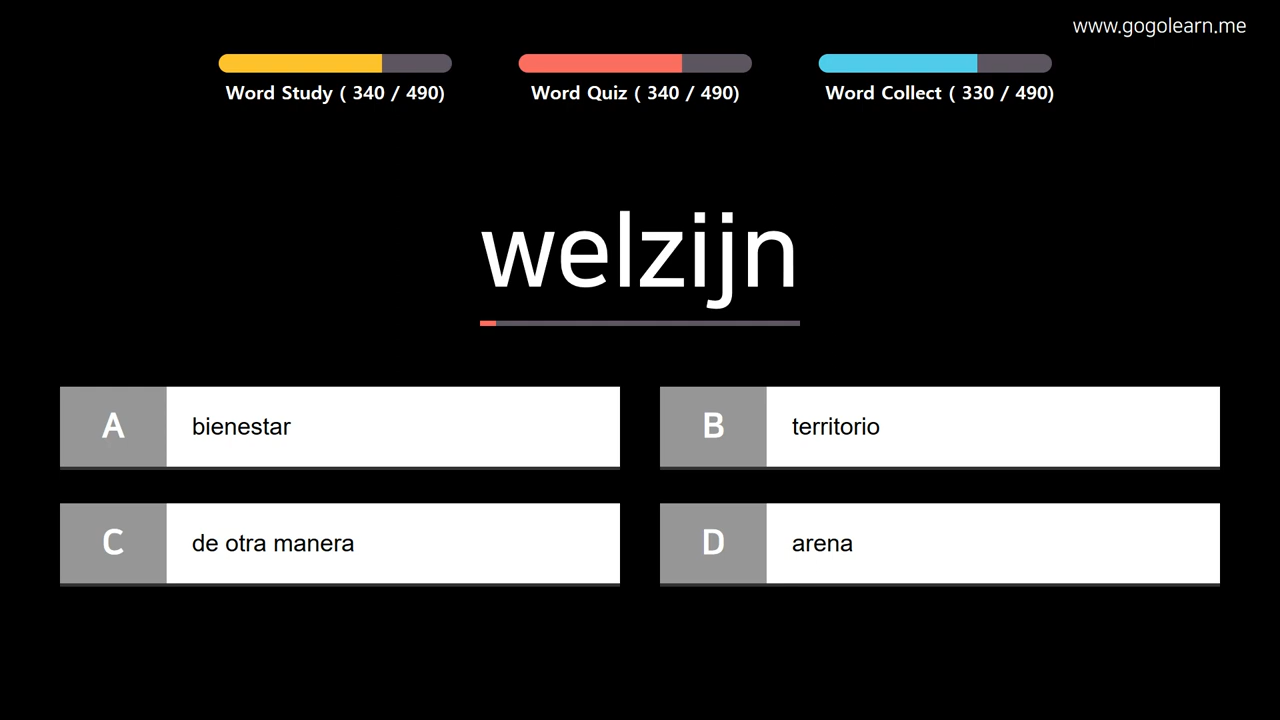 www.gogolearn.me
Word Study ( 340 / 490)
Word Quiz ( 340 / 490)
Word Collect ( 330 / 490)
welzijn
A bienestar
B territorio
C de otra manera
D arena